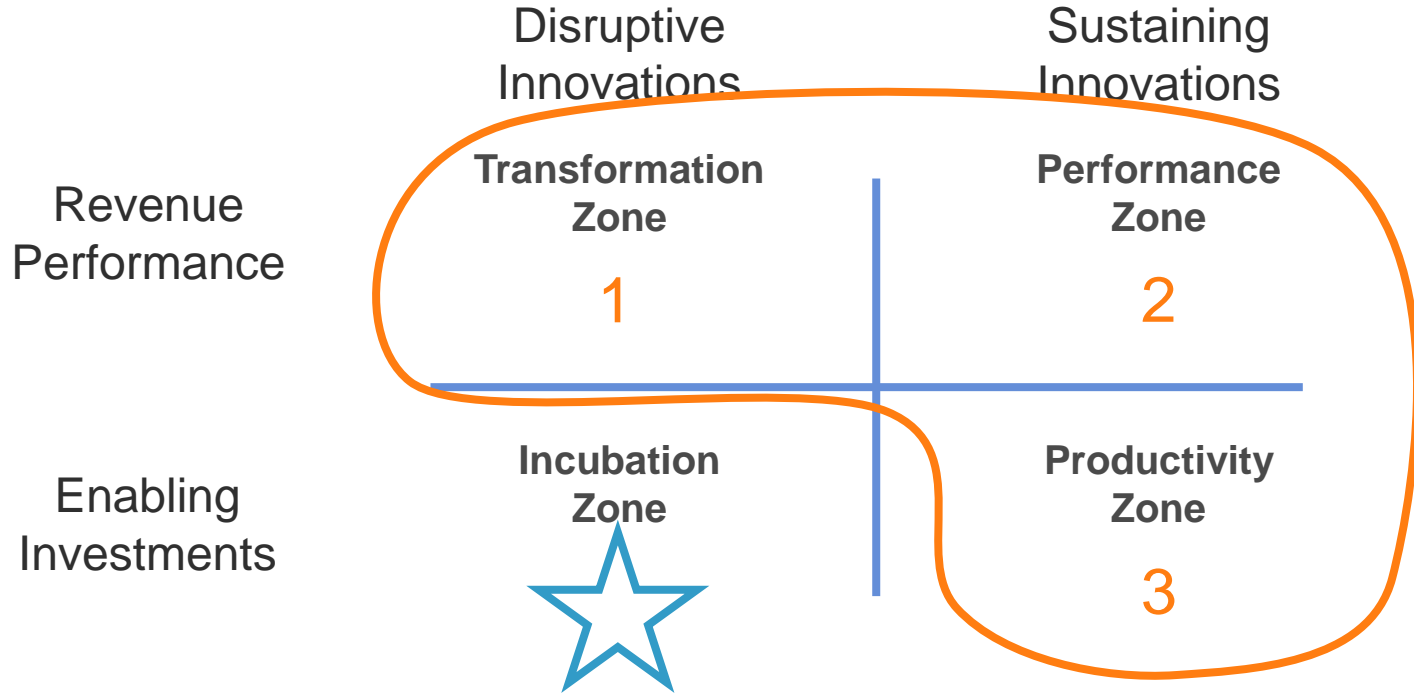 Disruptive
Innovations
Sustaining
Innovations
Revenue
Performance
Transformation
Zone
1
Performance
Zone
2
Enabling
Investments
Incubation
Zone
Productivity
Zone
3